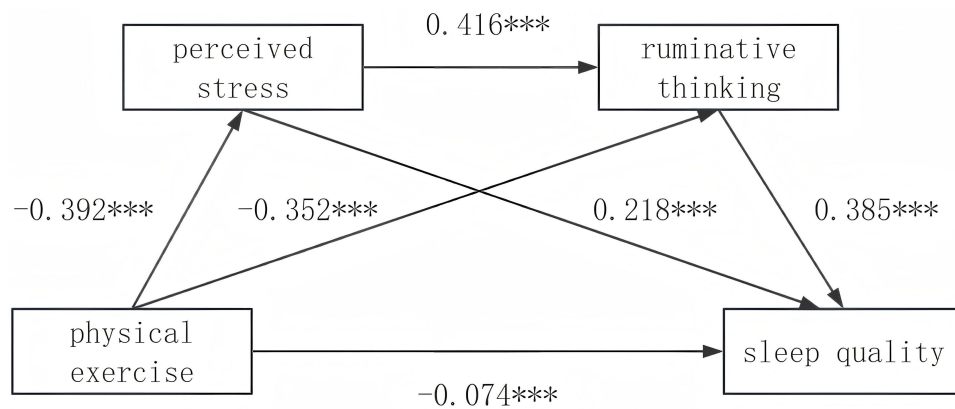 0.416***
perceived
stress
ruminative
thinking
-0.392***
-0.352***
0.218***
0.385***
physical
exercise
sleep quality
-0.074***